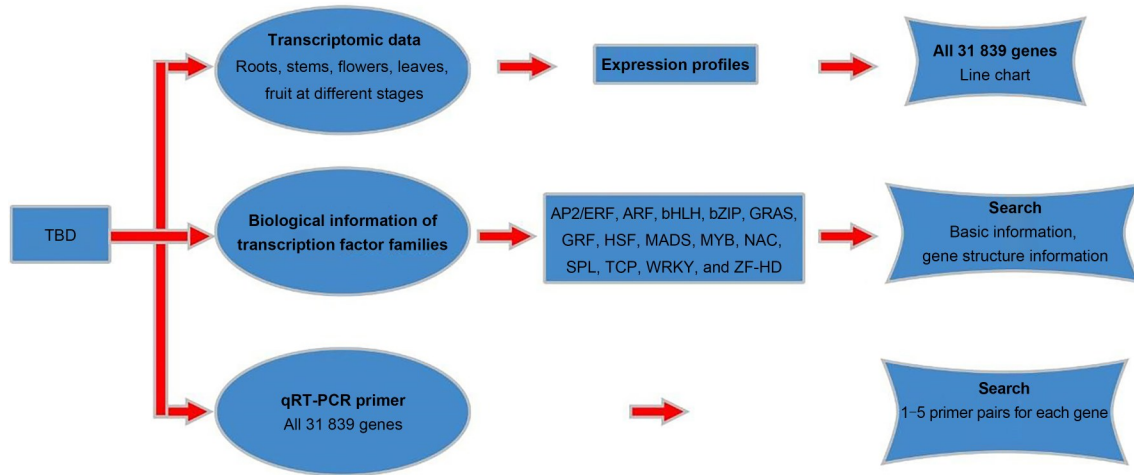 TBD
Transcriptomic data
Roots, stems, flowers, leaves,
fruit at different stages
Expression profiles
All 31 839 genes
Line chart
Biological information of
transcription factor families
AP2/ERF, ARF, bHLH, bZIP, GRAS,
GRF, HSF, MADS, MYB, NAC,
SPL, TCP, WRKY, and ZF-HD
Search
Basic information,
gene structure information
qRT-PCR primer
All 31 839 genes
Search
1−5 primer pairs for each gene